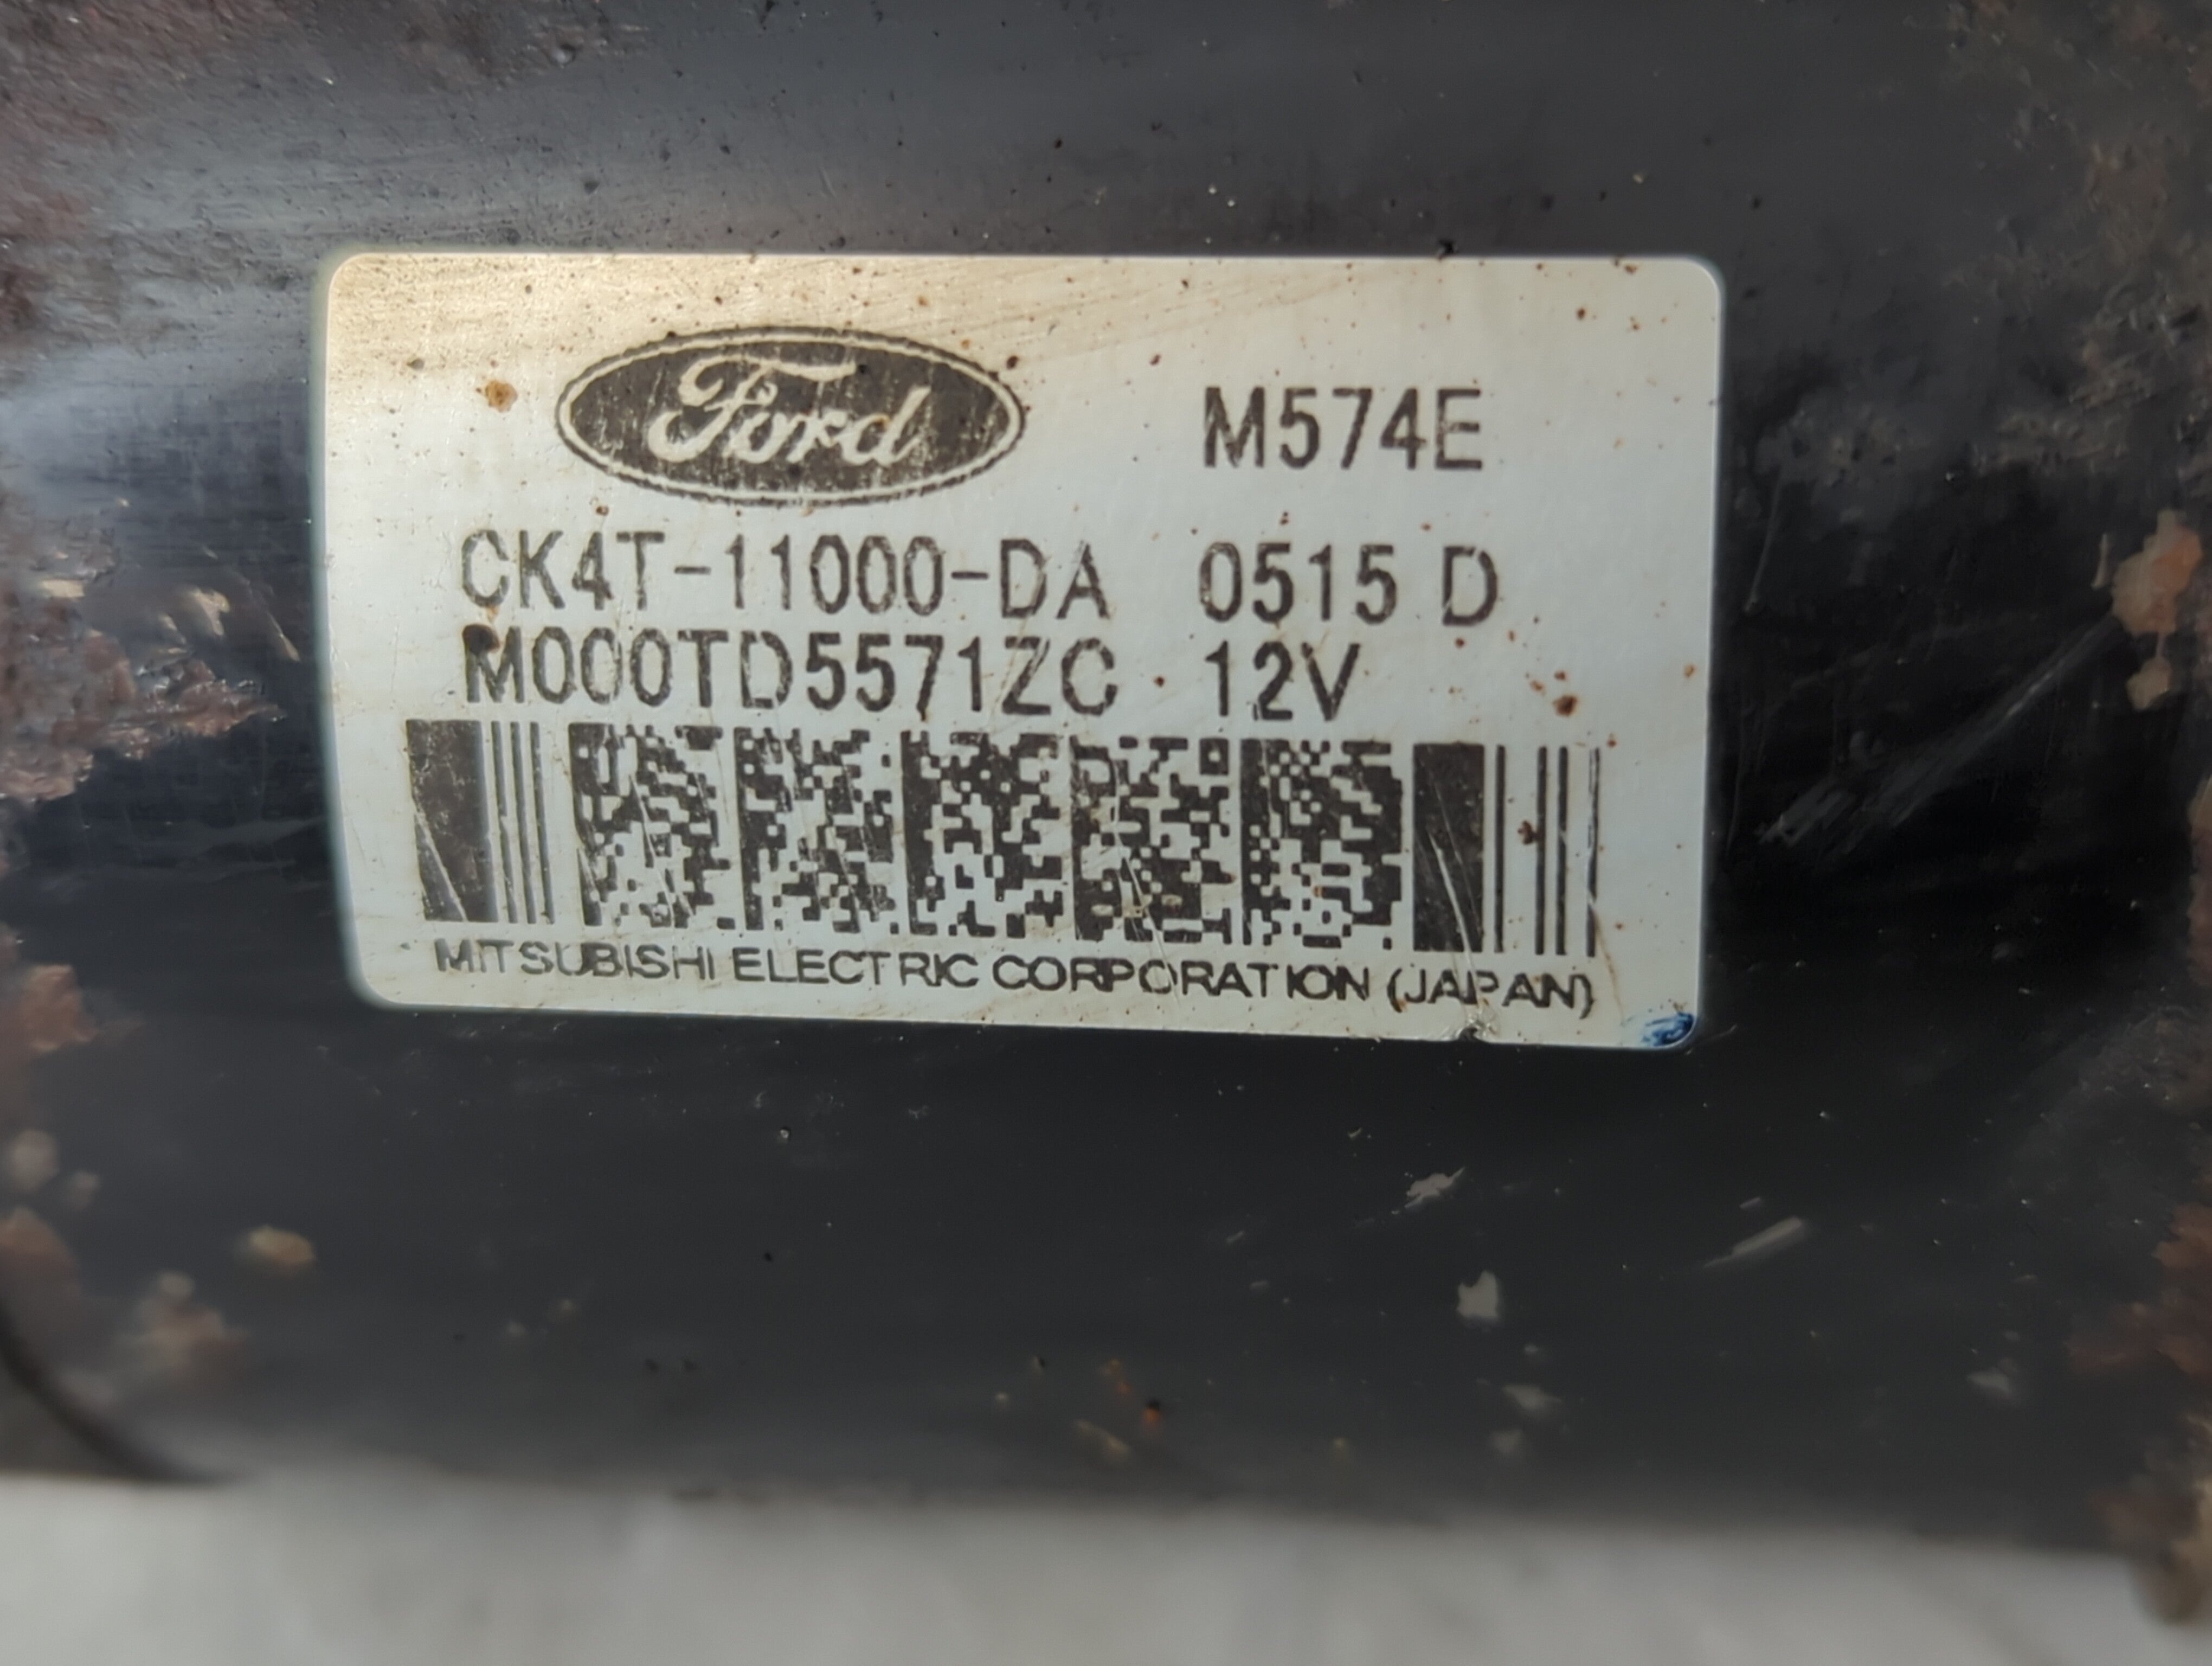 Ford M574E
CK4T-11000-DA 0515 D
M000TD5571ZC 12V
MITSUBISHI ELECTRIC CORPORATION (JAPAN)